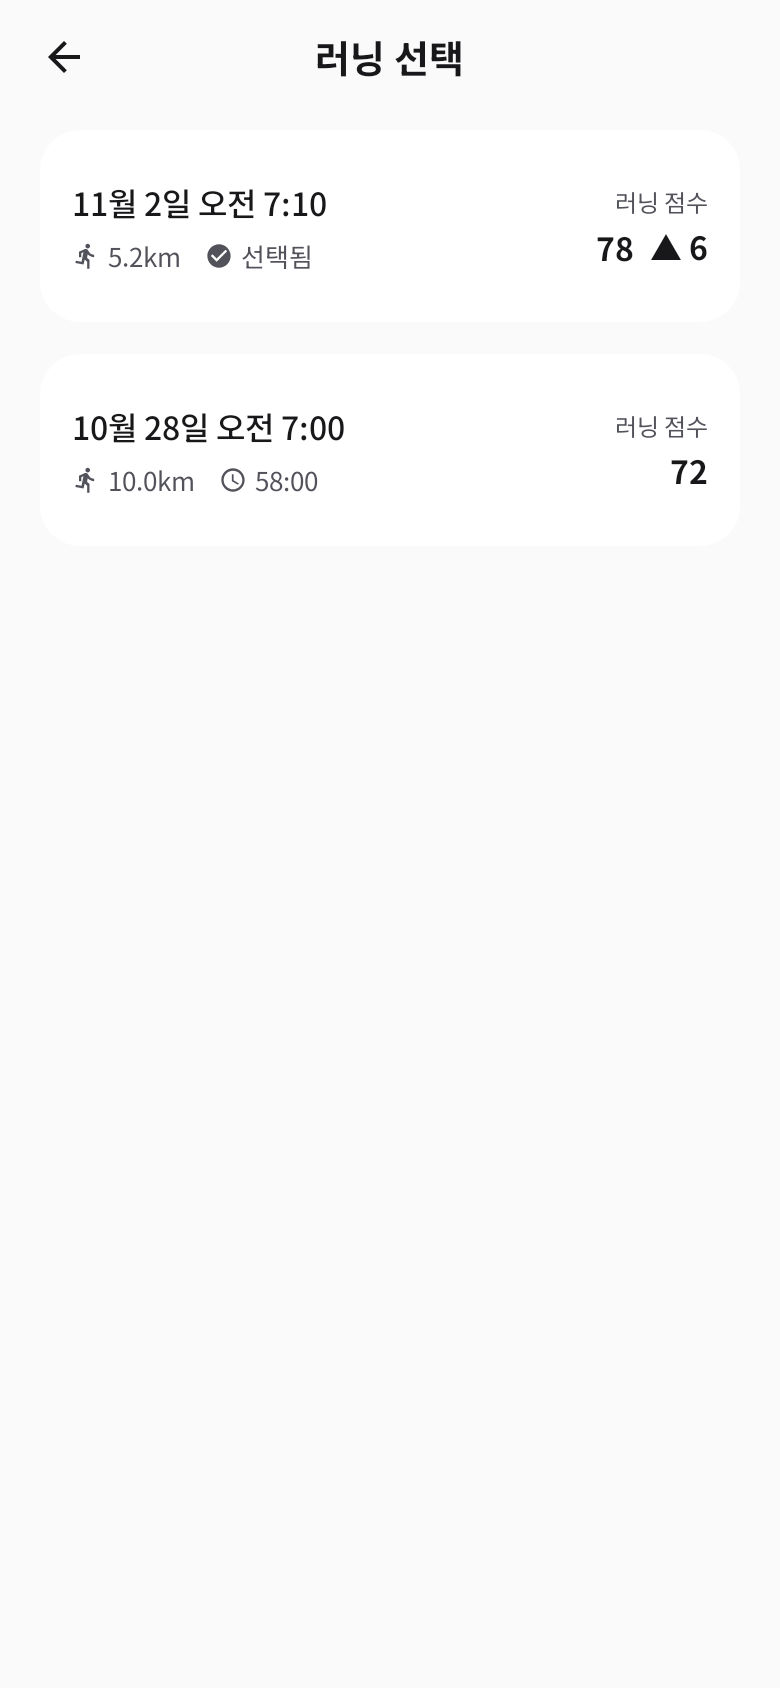 러닝 선택
11월 2일 오전 7:10
러닝 점수
5.2km 선택됨
78 ▲ 6
10월 28일 오전 7:00
러닝 점수
10.0km 58:00
72